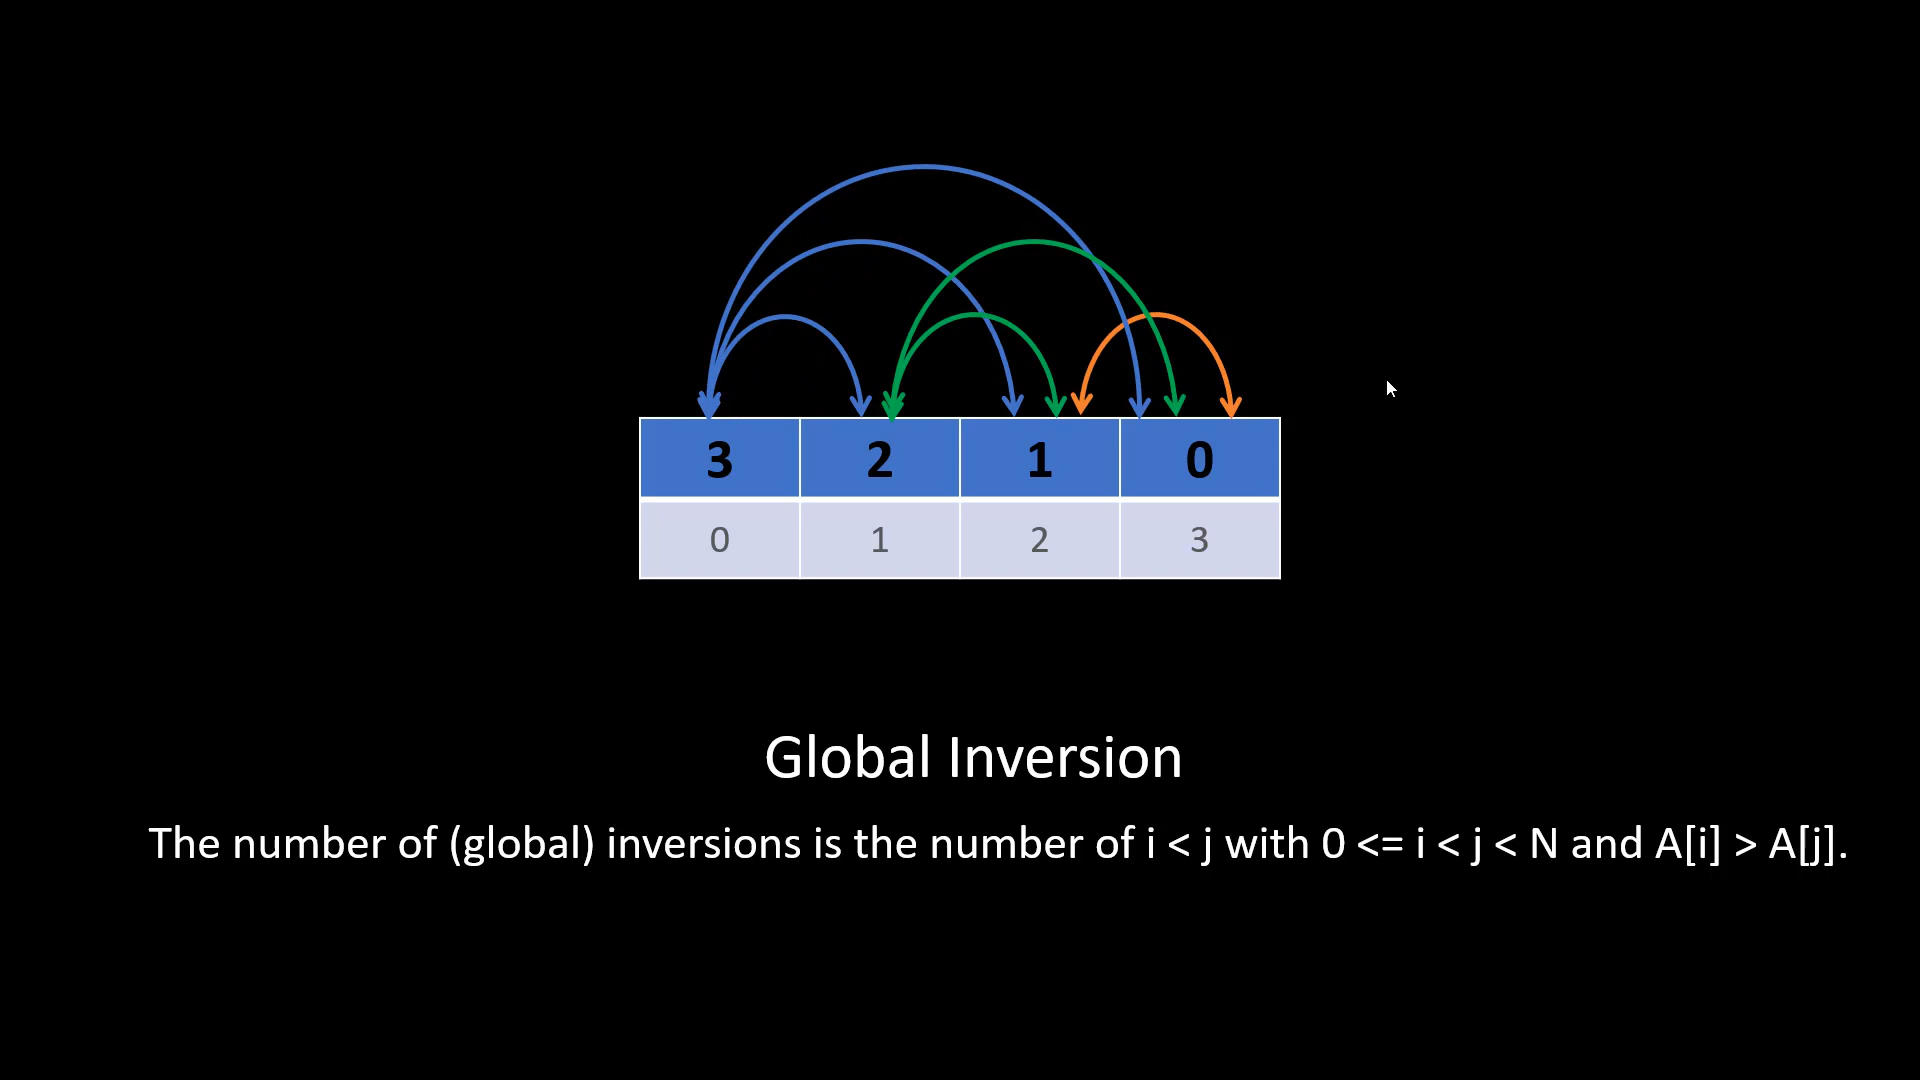 3 2 1 0
0 1 2 3
Global Inversion
The number of (global) inversions is the number of i < j with 0 <= i < j < N and A[i] > A[j].